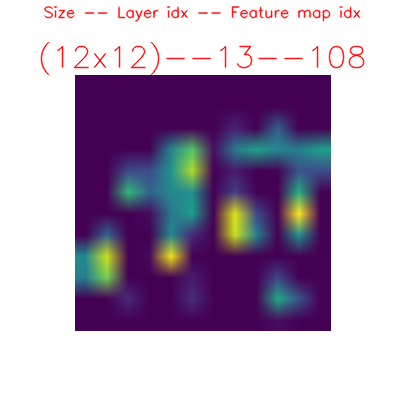 Size -- Layer idx -- Feature map idx
(12x12)--13--108